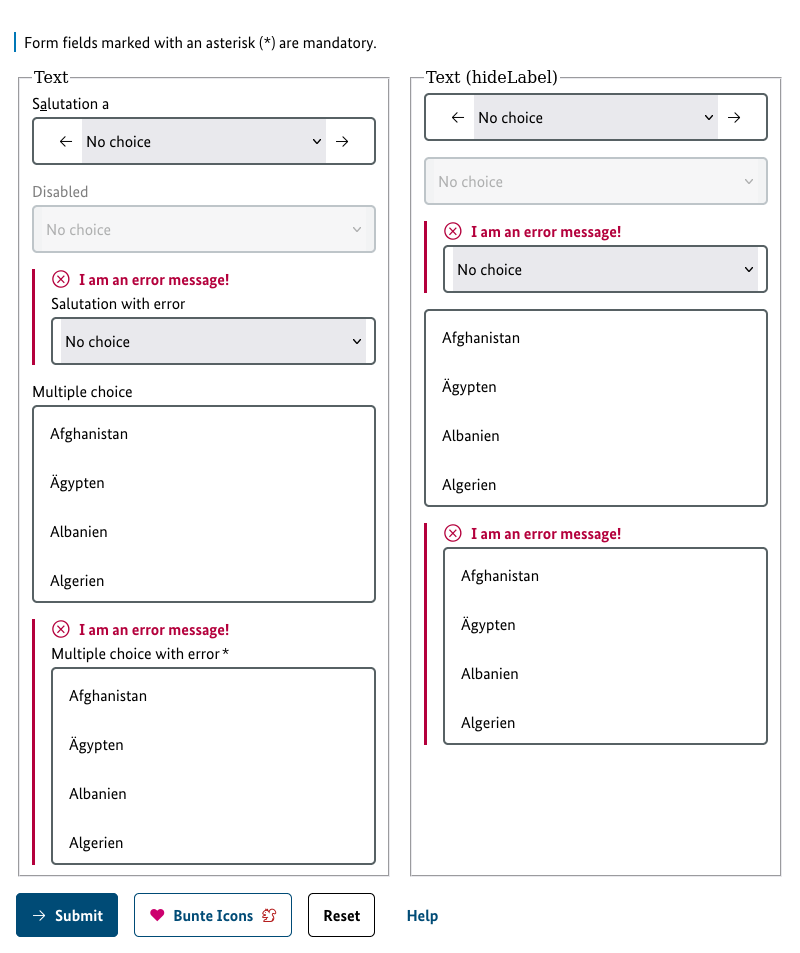 Form fields marked with an asterisk (*) are mandatory.
Text
Salutation a
No choice
Disabled
No choice
I am an error message!
Salutation with error
No choice
Multiple choice
Afghanistan
Ägypten
Albanien
Algerien
I am an error message!
Multiple choice with error*
Afghanistan
Ägypten
Albanien
Algerien
Text (hideLabel)
No choice
No choice
I am an error message!
No choice
Afghanistan
Ägypten
Albanien
Algerien
I am an error message!
Afghanistan
Ägypten
Albanien
Algerien
Submit
Bunte Icons
Reset
Help